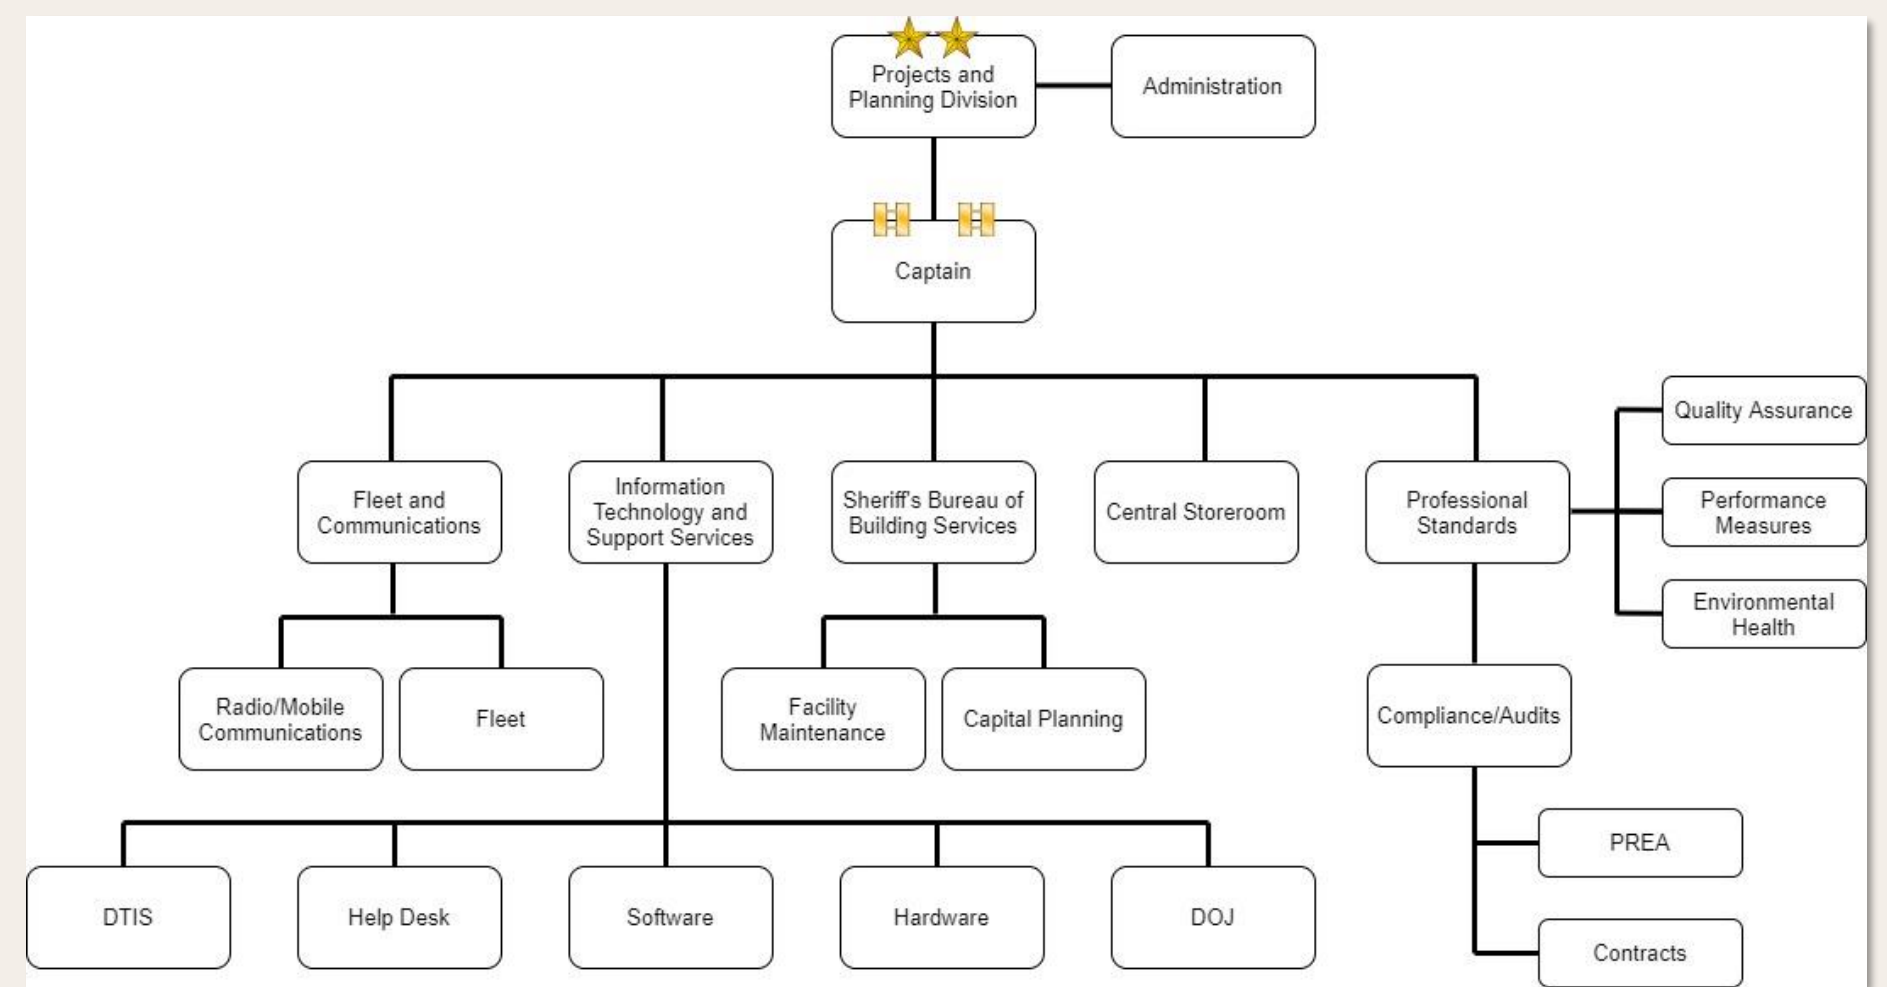 Projects and
Planning Division
Administration
Captain
Fleet and
Communications
Information
Technology and
Support Services
Sheriff's Bureau of
Building Services
Central Storeroom
Professional
Standards
Quality Assurance
Performance
Measures
Environmental
Health
Radio/Mobile
Communications
Fleet
Facility
Maintenance
Capital Planning
Compliance/Audits
PREA
Contracts
DTIS
Help Desk
Software
Hardware
DOJ